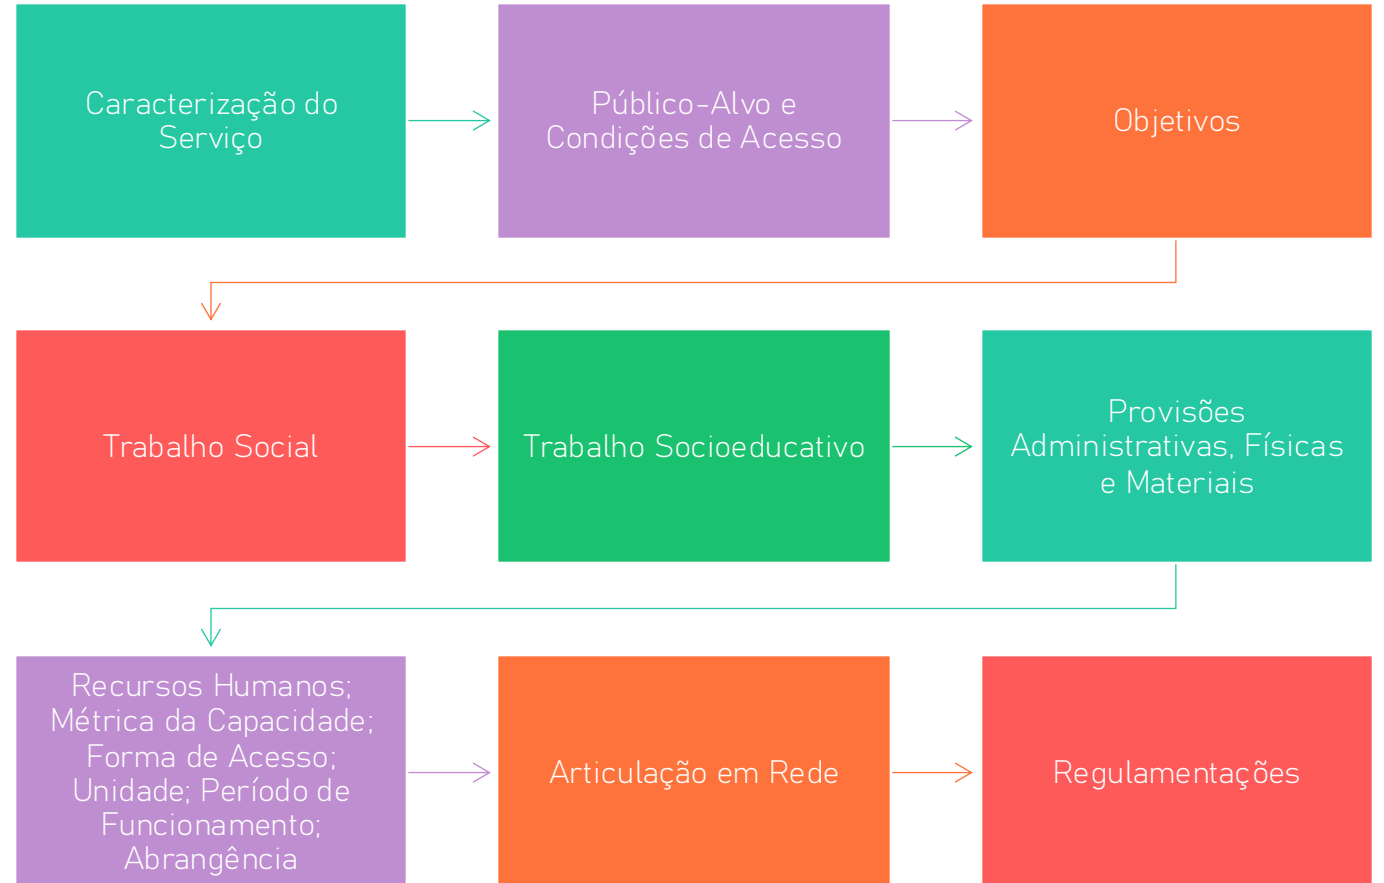 Caracterização do
Serviço
Público-Alvo e
Condições de Acesso
Objetivos
Trabalho Social
Trabalho Socioeducativo
Provisões
Administrativas, Físicas
e Materiais
Recursos Humanos;
Métrica da Capacidade;
Forma de Acesso;
Unidade; Período de
Funcionamento;
Abrangência
Articulação em Rede
Regulamentações